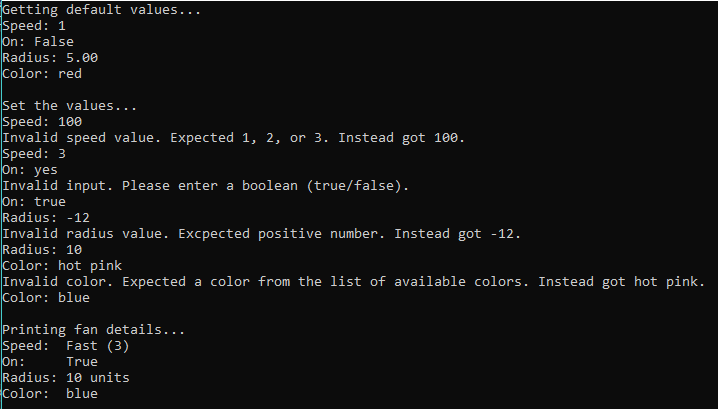 Getting default values...
Speed: 1
On: False
Radius: 5.00
Color: red
Set the values...
Speed: 100
Invalid speed value. Expected 1, 2, or 3. Instead got 100.
Speed: 3
On: yes
Invalid input. Please enter a boolean (true/false).
On: true
Radius: -12
Invalid radius value. Excpected positive number. Instead got -12.
Radius: 10
Color: hot pink
Invalid color. Expected a color from the list of available colors. Instead got hot pink.
Color: blue
Printing fan details...
Speed:  Fast (3)
On:     True
Radius: 10 units
Color:  blue